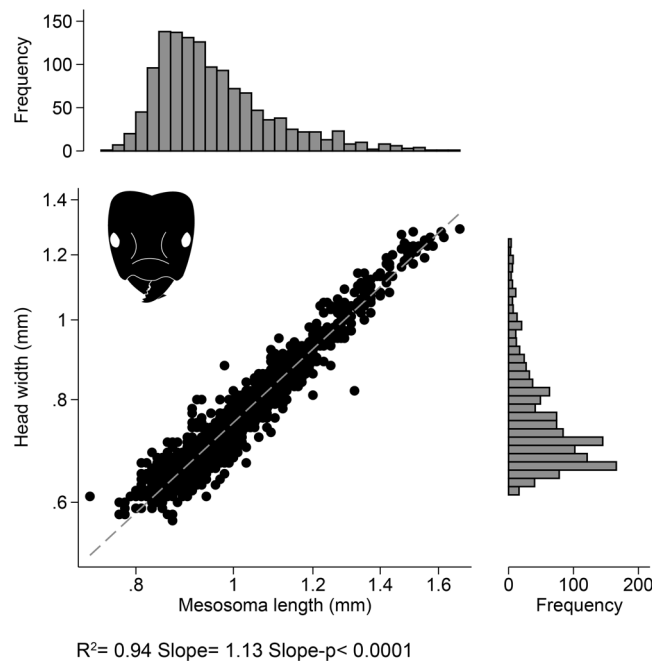 150
100
50
0
Frequency
1.4
1.2
1
.8
.6
Head width (mm)
.8 1 1.2 1.4 1.6
Mesosoma length (mm)
0 100 200
Frequency
R²= 0.94 Slope= 1.13 Slope-p< 0.0001